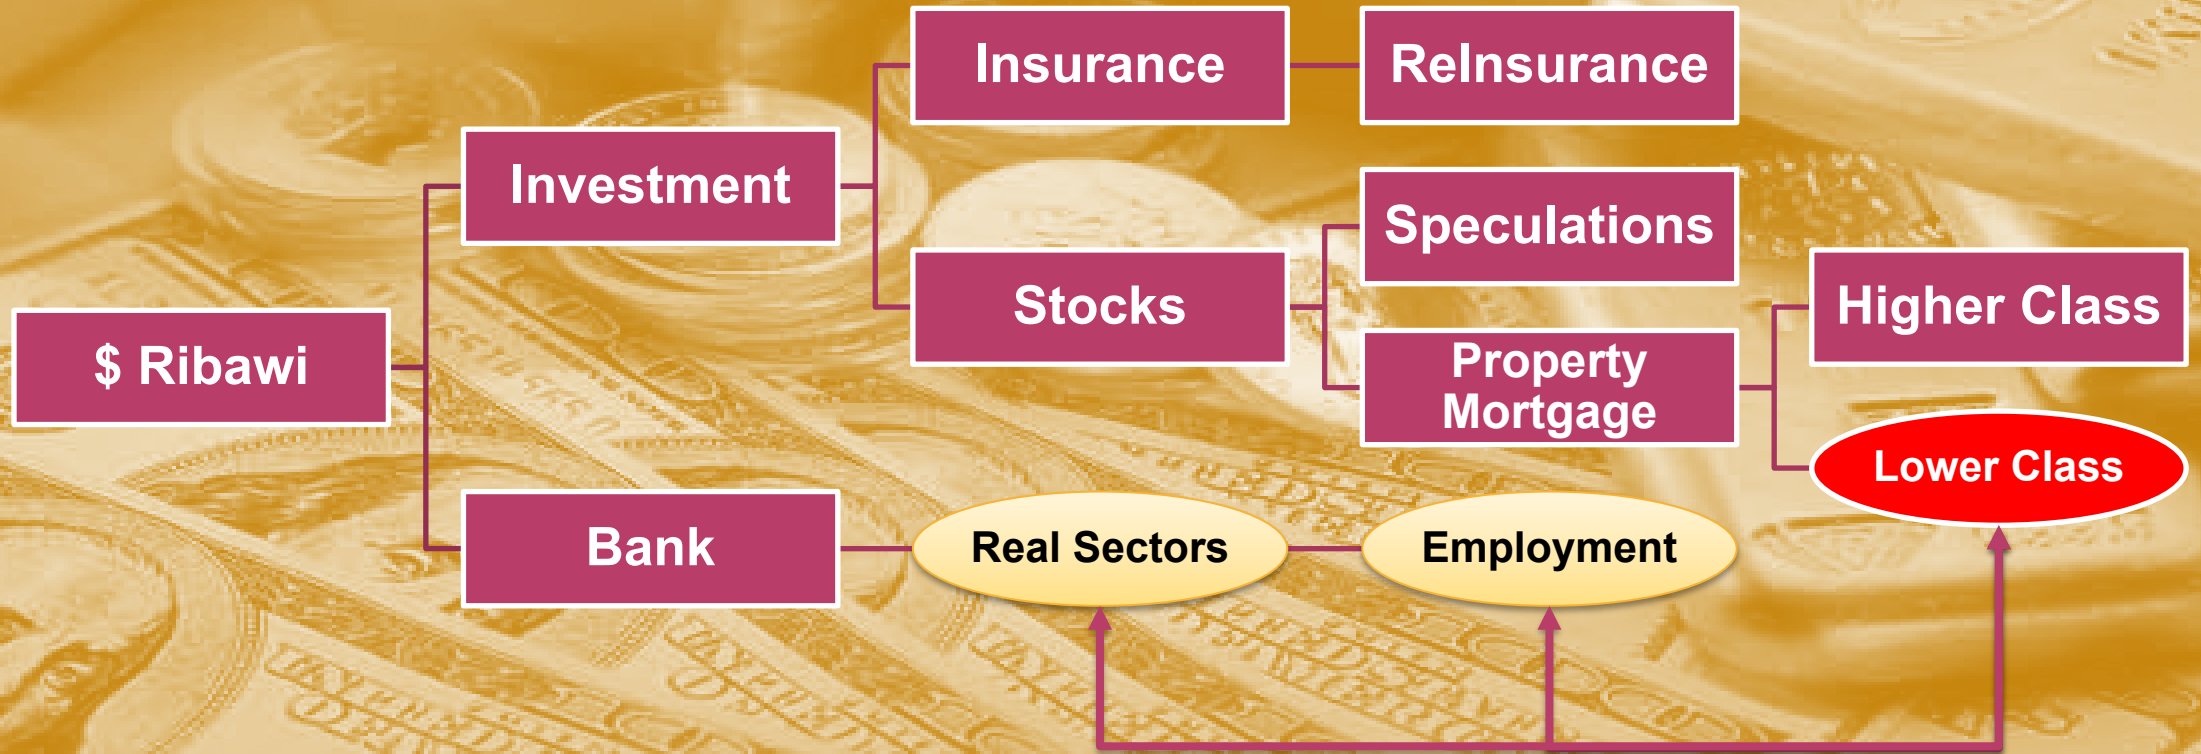 Insurance
ReInsurance
Investment
Speculations
Stocks
Higher Class
$ Ribawi
Property
Mortgage
Lower Class
Bank
Real Sectors
Employment